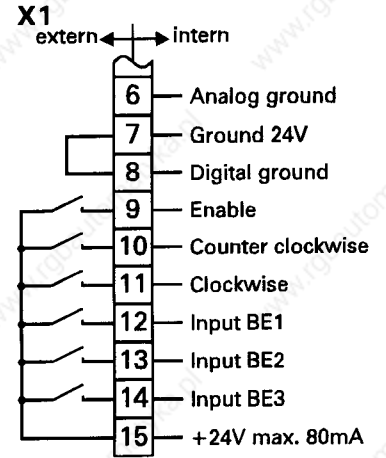 X1
extern intern
6 Analog ground
7 Ground 24V
8 Digital ground
9 Enable
10 Counter clockwise
11 Clockwise
12 Input BE1
13 Input BE2
14 Input BE3
15 +24V max. 80mA